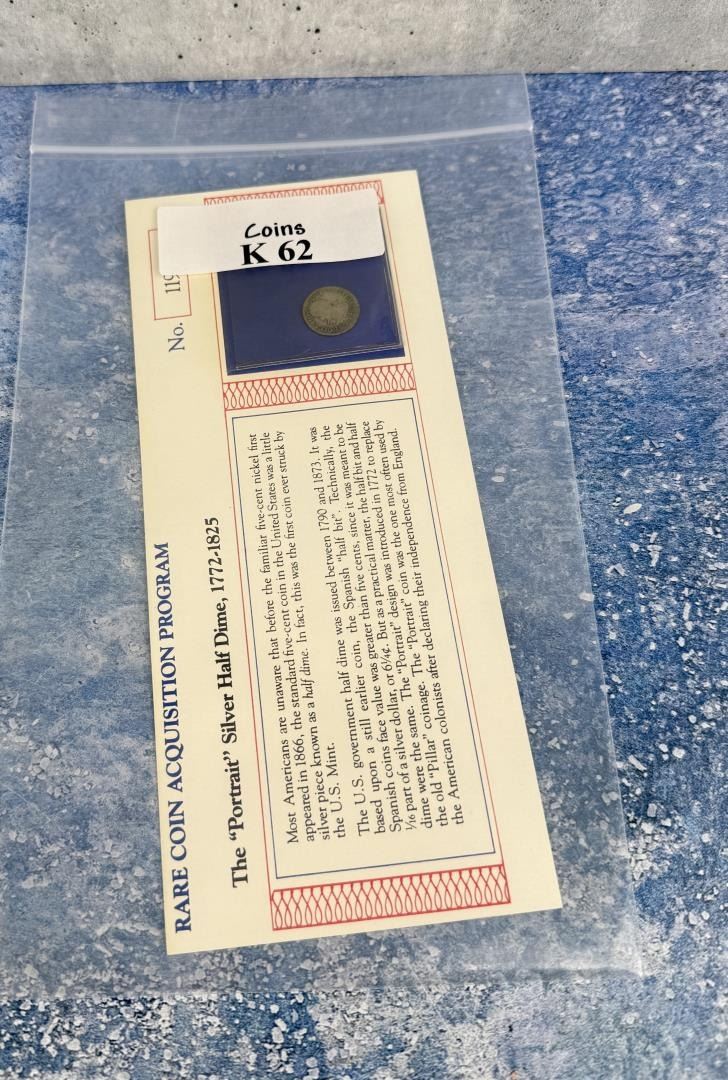 Coins
K 62
No. 119
RARE COIN ACQUISITION PROGRAM
The "Portrait" Silver Half Dime, 1772-1825
Most Americans are unaware that before the familiar five-cent nickel first
appeared in 1866, the standard five-cent coin in the United States was a little
silver piece known as a half dime. In fact, this was the first coin ever struck by
the U.S. Mint.
The U.S. government half dime was issued between 1790 and 1873. It was
based upon a still earlier coin, the Spanish "half bit". Technically, the
Spanish coins face value was greater than five cents, since it was meant to be
1/16 part of a silver dollar, or 6¼¢. But as a practical matter, the half bit and half
dime were the same. The "Portrait" design was introduced in 1772 to replace
the old "Pillar" coinage. The "Portrait" coin was the one most often used by
the American colonists after declaring their independence from England.